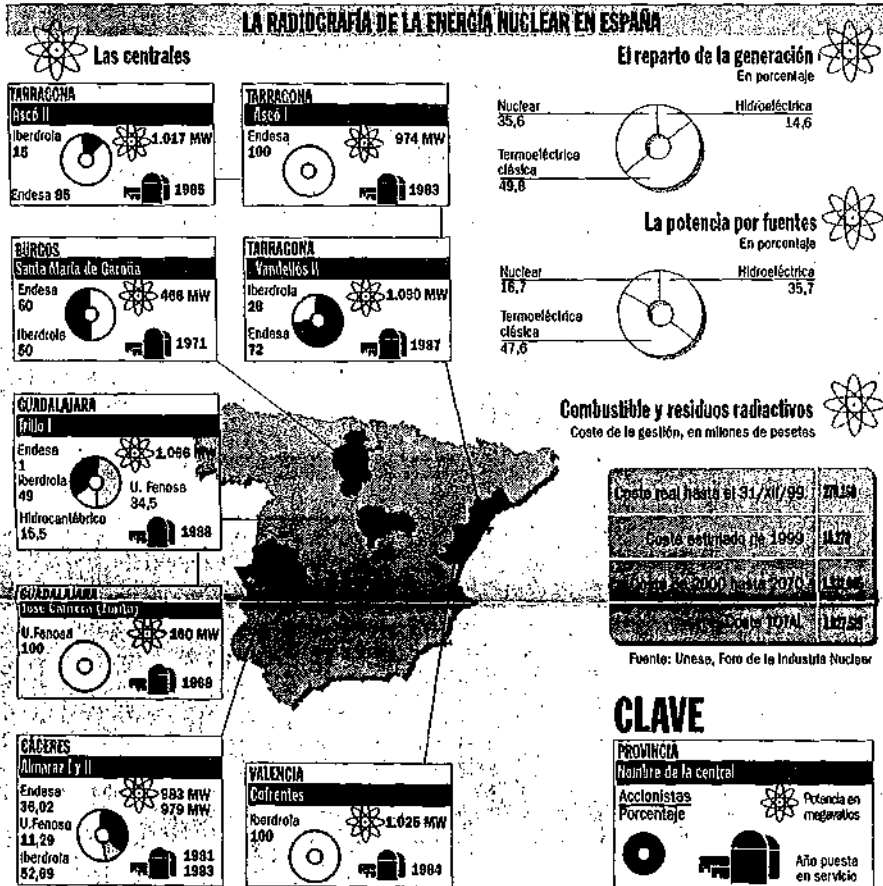 LA RADIOGRAFÍA DE LA ENERGÍA NUCLEAR EN ESPAÑA
Las centrales
TARRAGONA
Ascó II
Iberdrola
15
1.017 MW
Endesa 85
1985
TARRAGONA
Ascó I
Endesa
100
974 MW
1983
BURGOS
Santa María de Garoña
Endesa
50
466 MW
Iberdrola
50
1971
TARRAGONA
Vandellós II
Iberdrola
28
Endesa
72
1987
GUADALAJARA
Trillo I
Endesa
1
1.066 MW
Iberdrola
49
U. Fenosa
34,5
Hidrocantábrico
15,5
1988
GUADALAJARA
José Cabrera (Zorita)
U.Fenosa
100
160 MW
1968
CÁCERES
Almaraz I y II
Endesa
36,02
983 MW
979 MW
U.Fenosa
11,29
Iberdrola
52,69
1981
1983
VALENCIA
Cofrentes
Iberdrola
100
1.025 MW
1984
El reparto de la generación
En porcentaje
Nuclear
35,6
Hidroeléctrica
14,6
Termoeléctrica
clásica
49,8
La potencia por fuentes
En porcentaje
Nuclear
16,7
Hidroeléctrica
35,7
Termoeléctrica
clásica
47,6
Combustible y residuos radiactivos
Coste de la gestión, en millones de pesetas
Coste real hasta el 31/XII/99
Coste estimado de 1999
2000 hasta 2070
Coste TOTAL
Fuente: Unesa, Foro de la Industria Nuclear
CLAVE
PROVINCIA
Nombre de la central
Accionistas
Porcentaje
Potencia en
megavatios
Año puesta
en servicio